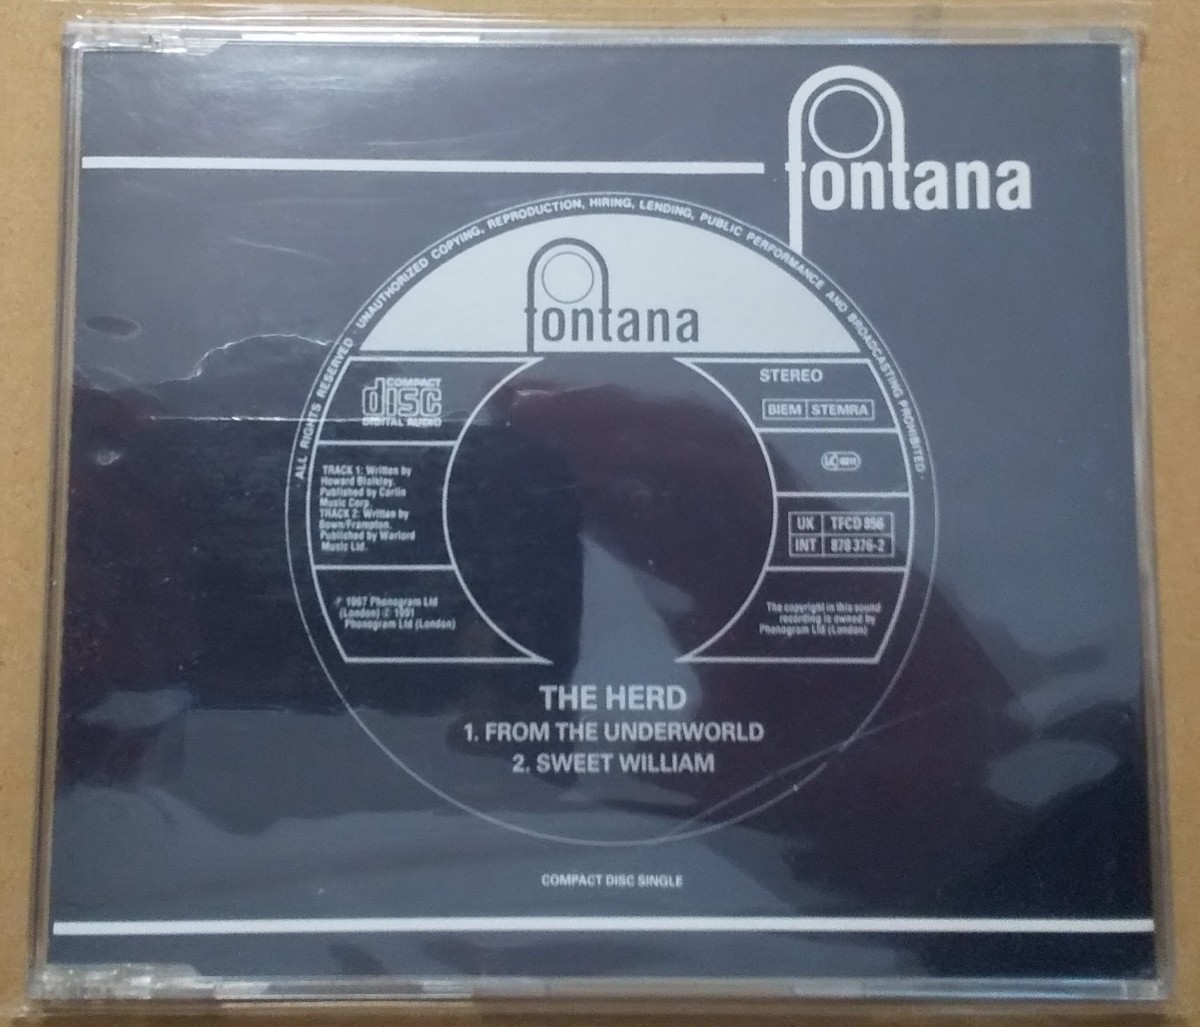 fontana
ALL RIGHTS RESERVED · UNAUTHORIZED COPYING, REPRODUCTION, HIRING, LENDING, PUBLIC PERFORMANCE AND BROADCASTING PROHIBITED ·
fontana
COMPACT
disc
DIGITAL AUDIO
STEREO
BIEM STEMRA
LC
TRACK 1: Written by
Howard Blaikley.
Published by Carlin
Music Corp.
TRACK 2: Written by
Bown/Frampton.
Published by Warlord
Music Ltd.
UK TFCD 856
INT 878 376-2
℗ 1967 Phonogram Ltd
(London) © 1991
Phonogram Ltd (London)
The copyright in this sound
recording is owned by
Phonogram Ltd (London)
THE HERD
1. FROM THE UNDERWORLD
2. SWEET WILLIAM
COMPACT DISC SINGLE